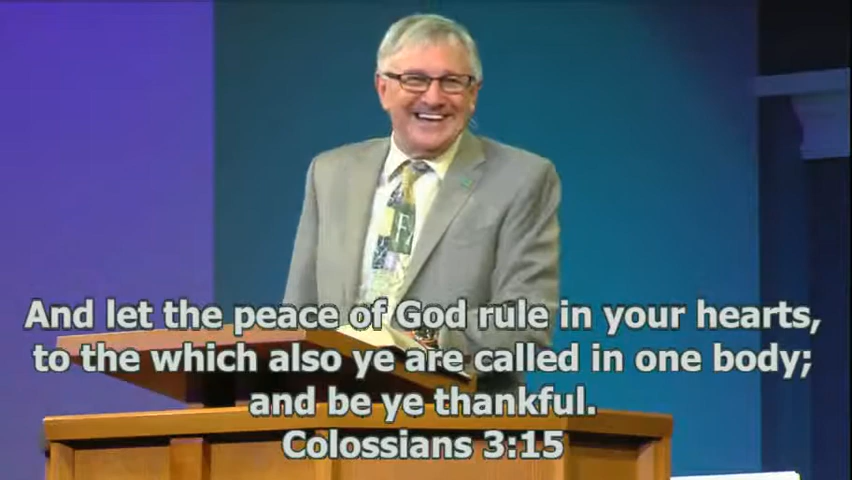 And let the peace of God rule in your hearts,
to the which also ye are called in one body;
and be ye thankful.
Colossians 3:15